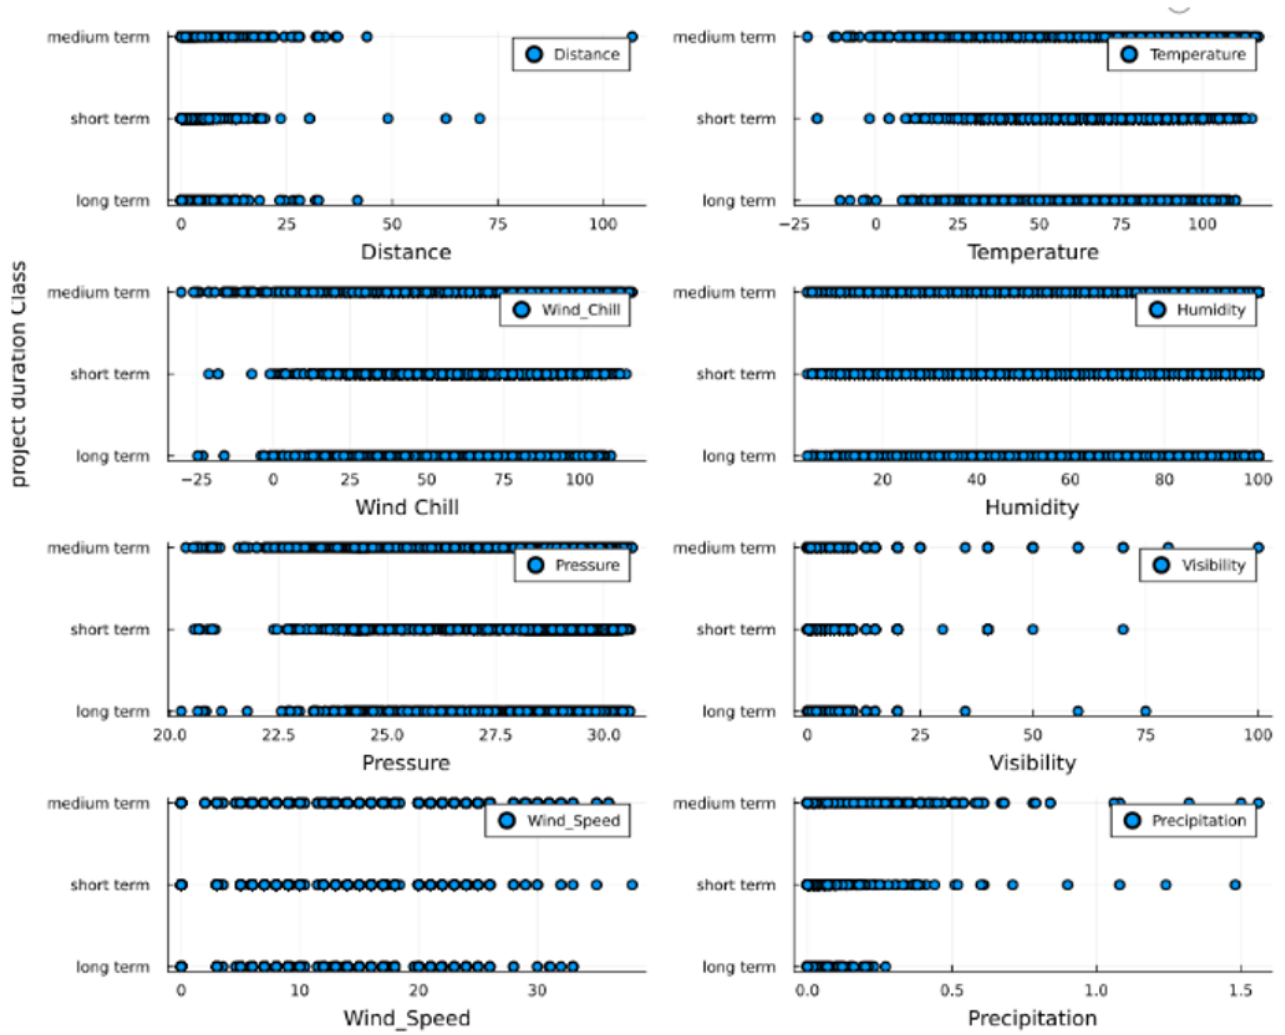 project duration Class
medium term
short term
long term
Distance
0 25 50 75 100
Distance
medium term
short term
long term
Temperature
−25 0 25 50 75 100
Temperature
medium term
short term
long term
Wind_Chill
−25 0 25 50 75 100
Wind Chill
medium term
short term
long term
Humidity
20 40 60 80 100
Humidity
medium term
short term
long term
Pressure
20.0 22.5 25.0 27.5 30.0
Pressure
medium term
short term
long term
Visibility
0 25 50 75 100
Visibility
medium term
short term
long term
Wind_Speed
0 10 20 30
Wind_Speed
medium term
short term
long term
Precipitation
0.0 0.5 1.0 1.5
Precipitation